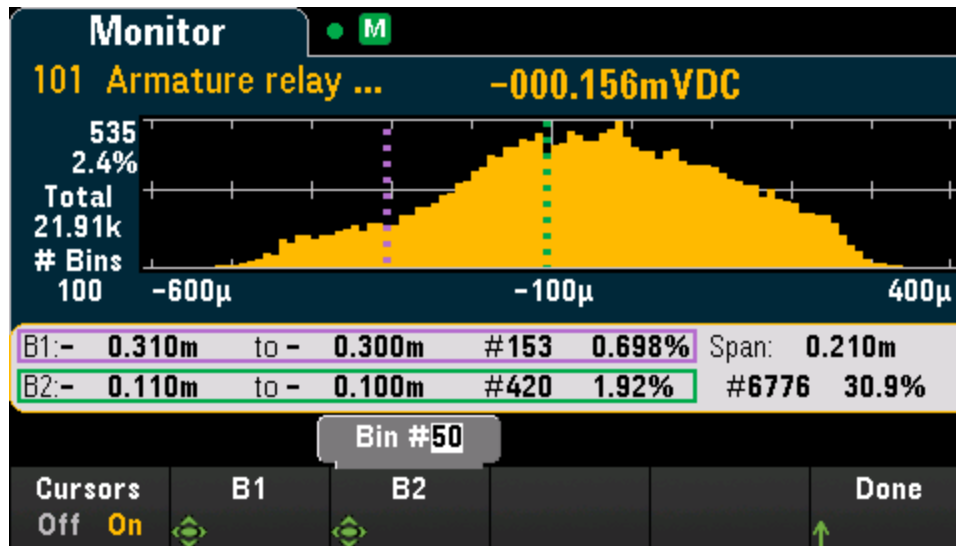 Monitor M
101 Armature relay ... -000.156mVDC
535
2.4%
Total
21.91k
# Bins
100 -600µ -100µ 400µ
B1:- 0.310m to - 0.300m #153 0.698% Span: 0.210m
B2:- 0.110m to - 0.100m #420 1.92% #6776 30.9%
Bin #50
Cursors B1 B2 Done
Off On